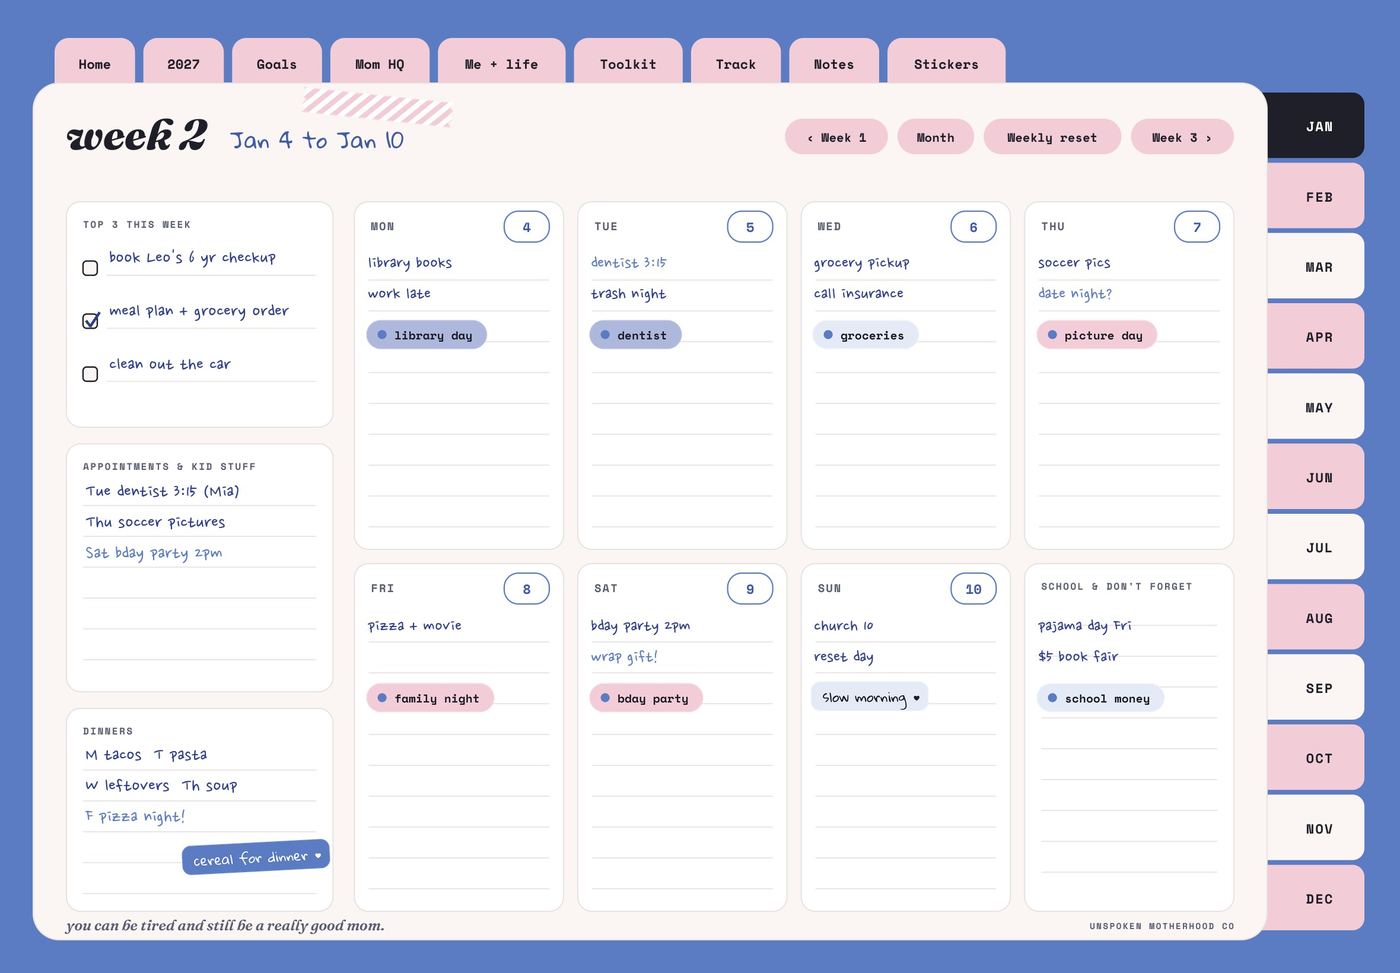 Home
2027
Goals
Mom HQ
Me + life
Toolkit
Track
Notes
Stickers
week 2
Jan 4 to Jan 10
‹ Week 1
Month
Weekly reset
Week 3 ›
TOP 3 THIS WEEK
book Leo's 6 yr checkup
meal plan + grocery order
clean out the car
APPOINTMENTS & KID STUFF
Tue dentist 3:15 (Mia)
Thu soccer pictures
Sat bday party 2pm
DINNERS
M tacos T pasta
W leftovers Th soup
F pizza night!
cereal for dinner ♥
MON 4
library books
work late
library day
TUE 5
dentist 3:15
trash night
dentist
WED 6
grocery pickup
call insurance
groceries
THU 7
soccer pics
date night?
picture day
FRI 8
pizza + movie
family night
SAT 9
bday party 2pm
wrap gift!
bday party
SUN 10
church 10
reset day
Slow morning ♥
SCHOOL & DON'T FORGET
pajama day Fri
$5 book fair
school money
JAN
FEB
MAR
APR
MAY
JUN
JUL
AUG
SEP
OCT
NOV
DEC
you can be tired and still be a really good mom.
UNSPOKEN MOTHERHOOD CO